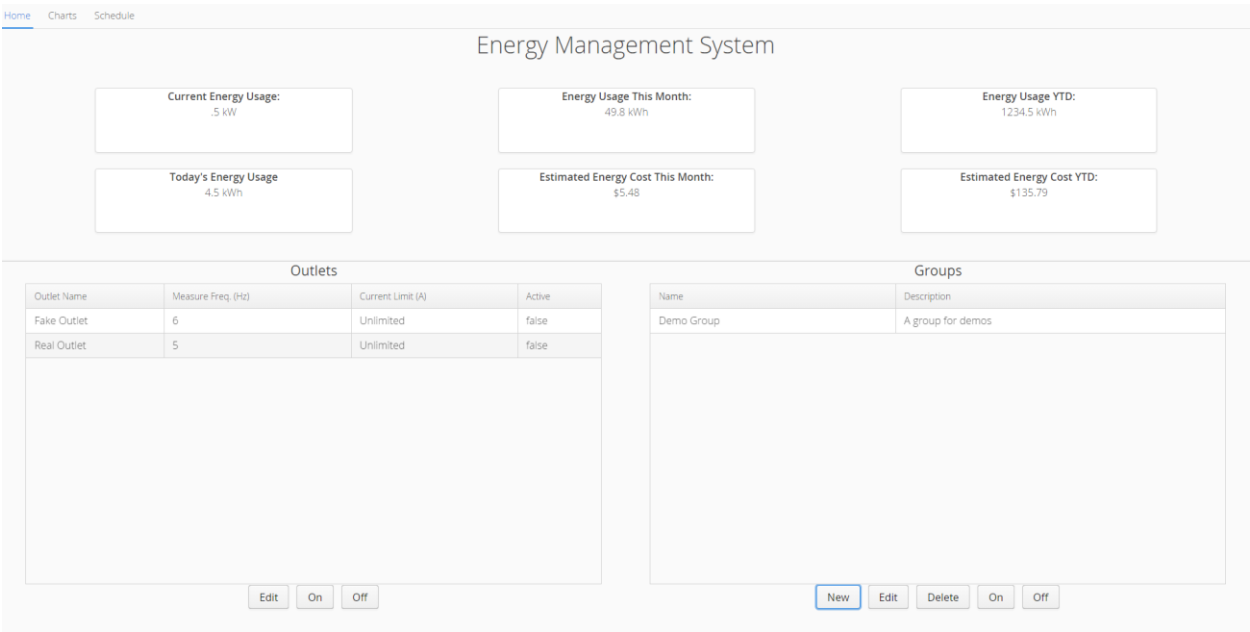 Home Charts Schedule
Energy Management System
Current Energy Usage:
.5 kW
Energy Usage This Month:
49.8 kWh
Energy Usage YTD:
1234.5 kWh
Today's Energy Usage
4.5 kWh
Estimated Energy Cost This Month:
$5.48
Estimated Energy Cost YTD:
$135.79
Outlets
Outlet Name Measure Freq. (Hz) Current Limit (A) Active
Fake Outlet 6 Unlimited false
Real Outlet 5 Unlimited false
Edit On Off
Groups
Name Description
Demo Group A group for demos
New Edit Delete On Off